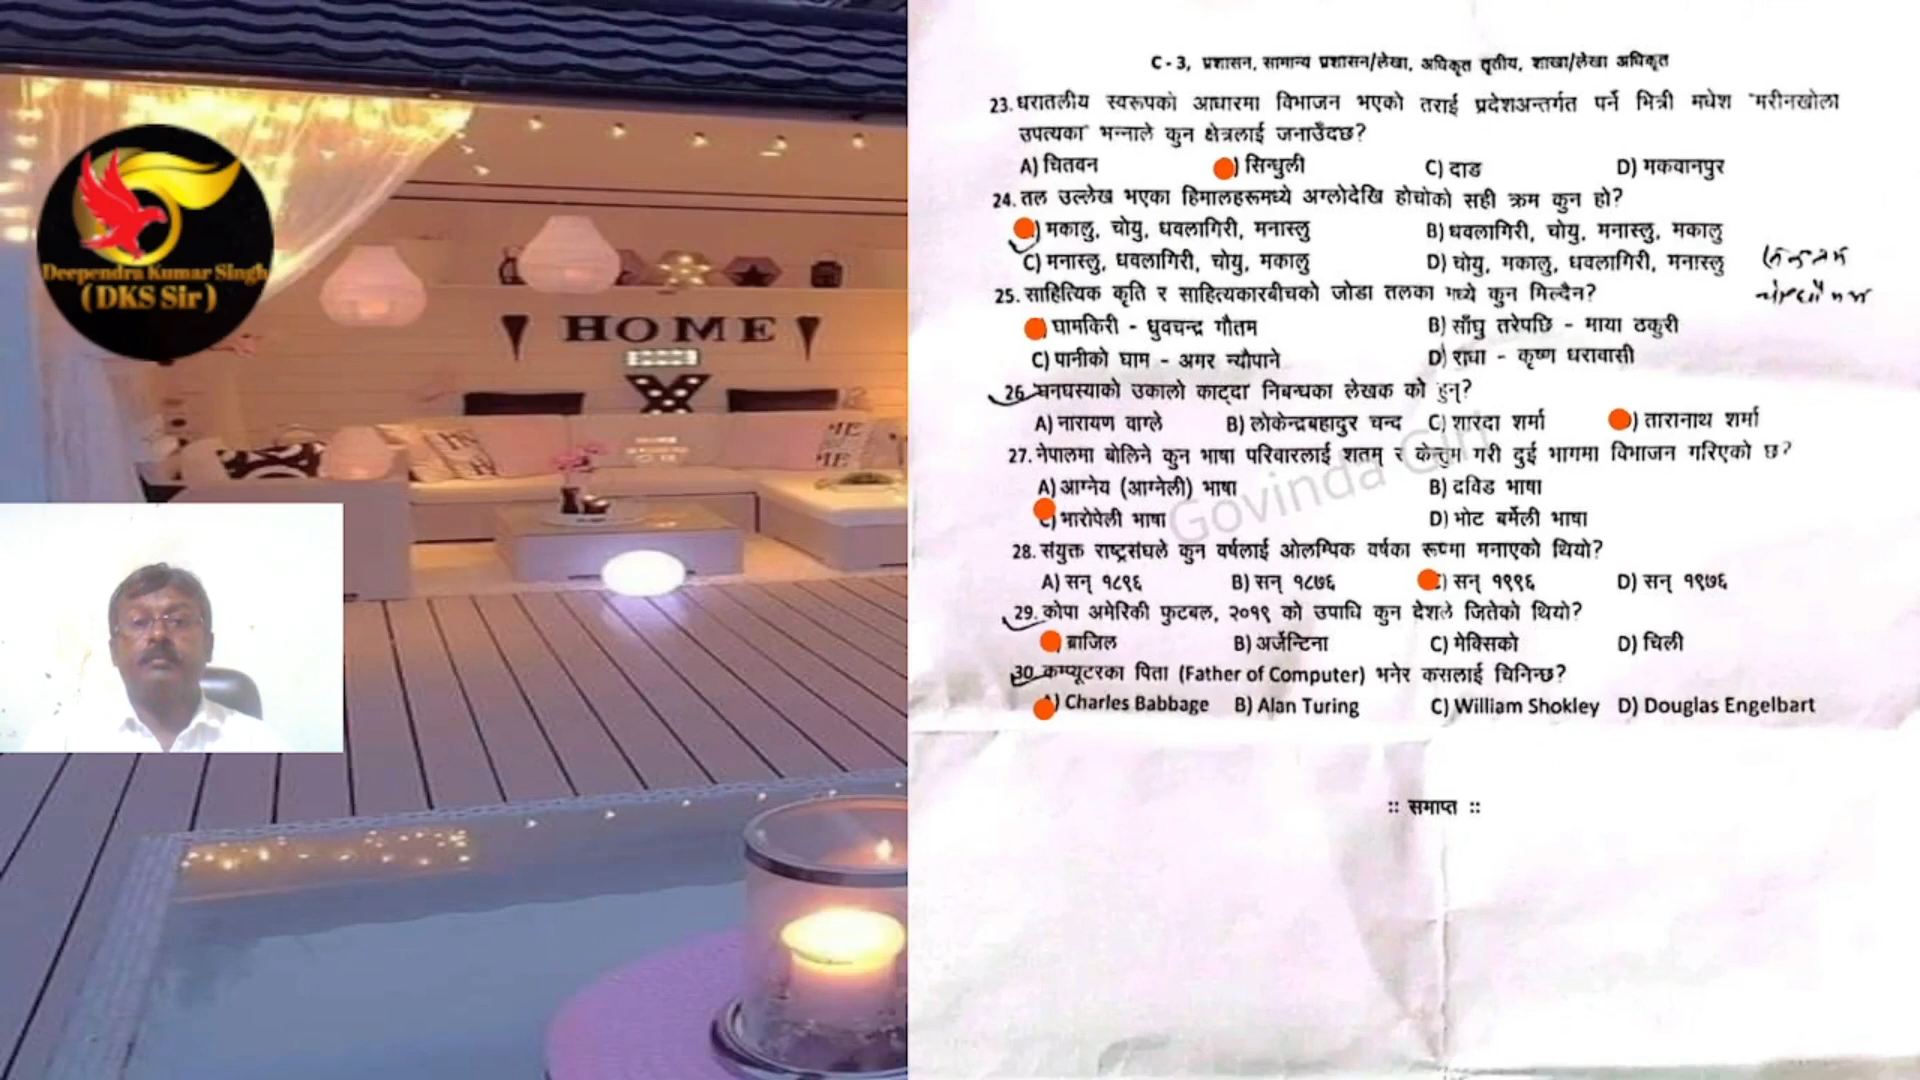 Deependra Kumar Singh
(DKS Sir)
HOME
C - 3, प्रशासन, सामान्य प्रशासन/लेखा, अधिकृत तृतीय, शाखा/लेखा अधिकृत
23. धरातलीय स्वरूपको आधारमा विभाजन भएको तराई प्रदेशअन्तर्गत पर्ने भित्री मधेश "मरीनखोला
उपत्यका" भन्नाले कुन क्षेत्रलाई जनाउँदछ?
A) चितवन ) सिन्धुली C) दाङ D) मकवानपुर
24. तल उल्लेख भएका हिमालहरूमध्ये अग्लोदेखि होचोको सही क्रम कुन हो?
) मकालु, चोयु, धवलागिरी, मनास्लु B) धवलागिरी, चोयु, मनास्लु, मकालु
C) मनास्लु, धवलागिरी, चोयु, मकालु D) चोयु, मकालु, धवलागिरी, मनास्लु
25. साहित्यिक कृति र साहित्यकारबीचको जोडा तलका मध्ये कुन मिल्दैन?
घामकिरी - ध्रुवचन्द्र गौतम B) साँघु तरेपछि - माया ठकुरी
C) पानीको घाम - अमर न्यौपाने D) राधा - कृष्ण धरावासी
26. घनघस्याको उकालो काट्दा निबन्धका लेखक को हुन्?
A) नारायण वाग्ले B) लोकेन्द्रबहादुर चन्द C) शारदा शर्मा ) तारानाथ शर्मा
27. नेपालमा बोलिने कुन भाषा परिवारलाई शतम् र केन्तुम गरी दुई भागमा विभाजन गरिएको छ?
A) आग्नेय (आग्नेली) भाषा B) दविड भाषा
C) भारोपेली भाषा D) भोट बर्मेली भाषा
28. संयुक्त राष्ट्रसंघले कुन वर्षलाई ओलम्पिक वर्षका रूपमा मनाएको थियो?
A) सन् १८९६ B) सन् १८७६ ) सन् १९९६ D) सन् १९७६
29. कोपा अमेरिकी फुटबल, २०१९ को उपाधि कुन देशले जितेको थियो?
ब्राजिल B) अर्जेन्टिना C) मेक्सिको D) चिली
30. कम्प्यूटरका पिता (Father of Computer) भनेर कसलाई चिनिन्छ?
) Charles Babbage B) Alan Turing C) William Shokley D) Douglas Engelbart
:: समाप्त ::
Govinda Giri